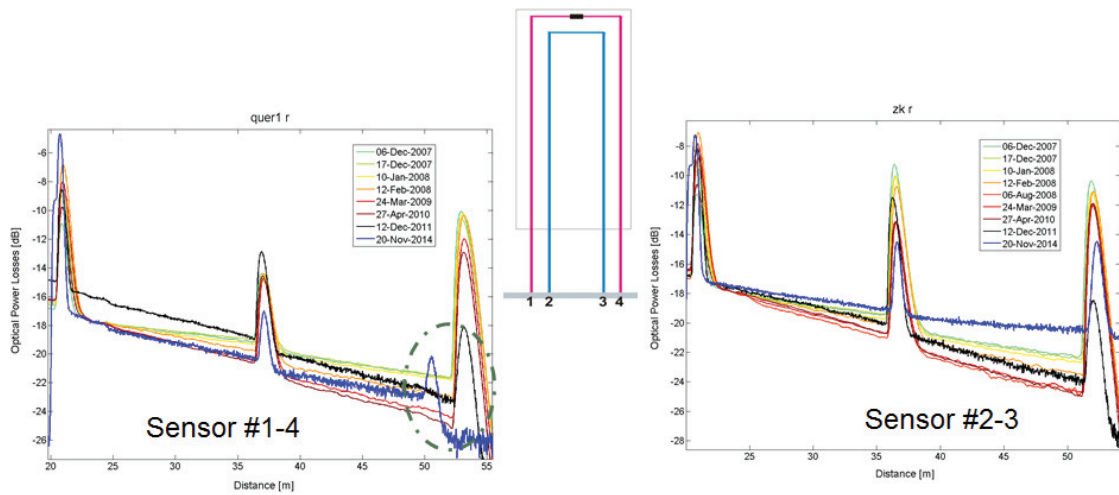 quer1 r
Optical Power Losses [dB]
-6
-8
-10
-12
-14
-16
-18
-20
-22
-24
-26
06-Dec-2007
17-Dec-2007
10-Jan-2008
12-Feb-2008
24-Mar-2009
27-Apr-2010
12-Dec-2011
20-Nov-2014
Sensor #1-4
20 25 30 35 40 45 50 55
Distance [m]
1 2 3 4
zk r
Optical Power Losses [dB]
-8
-10
-12
-14
-16
-18
-20
-22
-24
-26
-28
06-Dec-2007
17-Dec-2007
10-Jan-2008
12-Feb-2008
06-Aug-2008
24-Mar-2009
27-Apr-2010
12-Dec-2011
20-Nov-2014
Sensor #2-3
25 30 35 40 45 50
Distance [m]